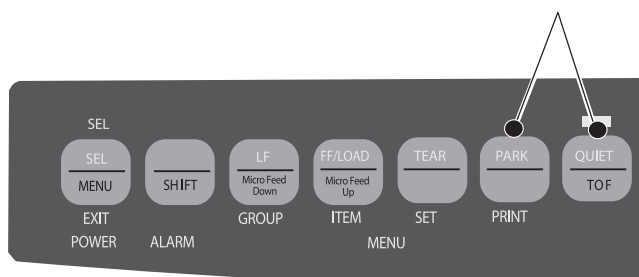 SEL
SEL LF FF/LOAD TEAR PARK QUIET
MENU SHIFT Micro Feed Down Micro Feed Up TOF
EXIT GROUP ITEM SET PRINT
POWER ALARM MENU